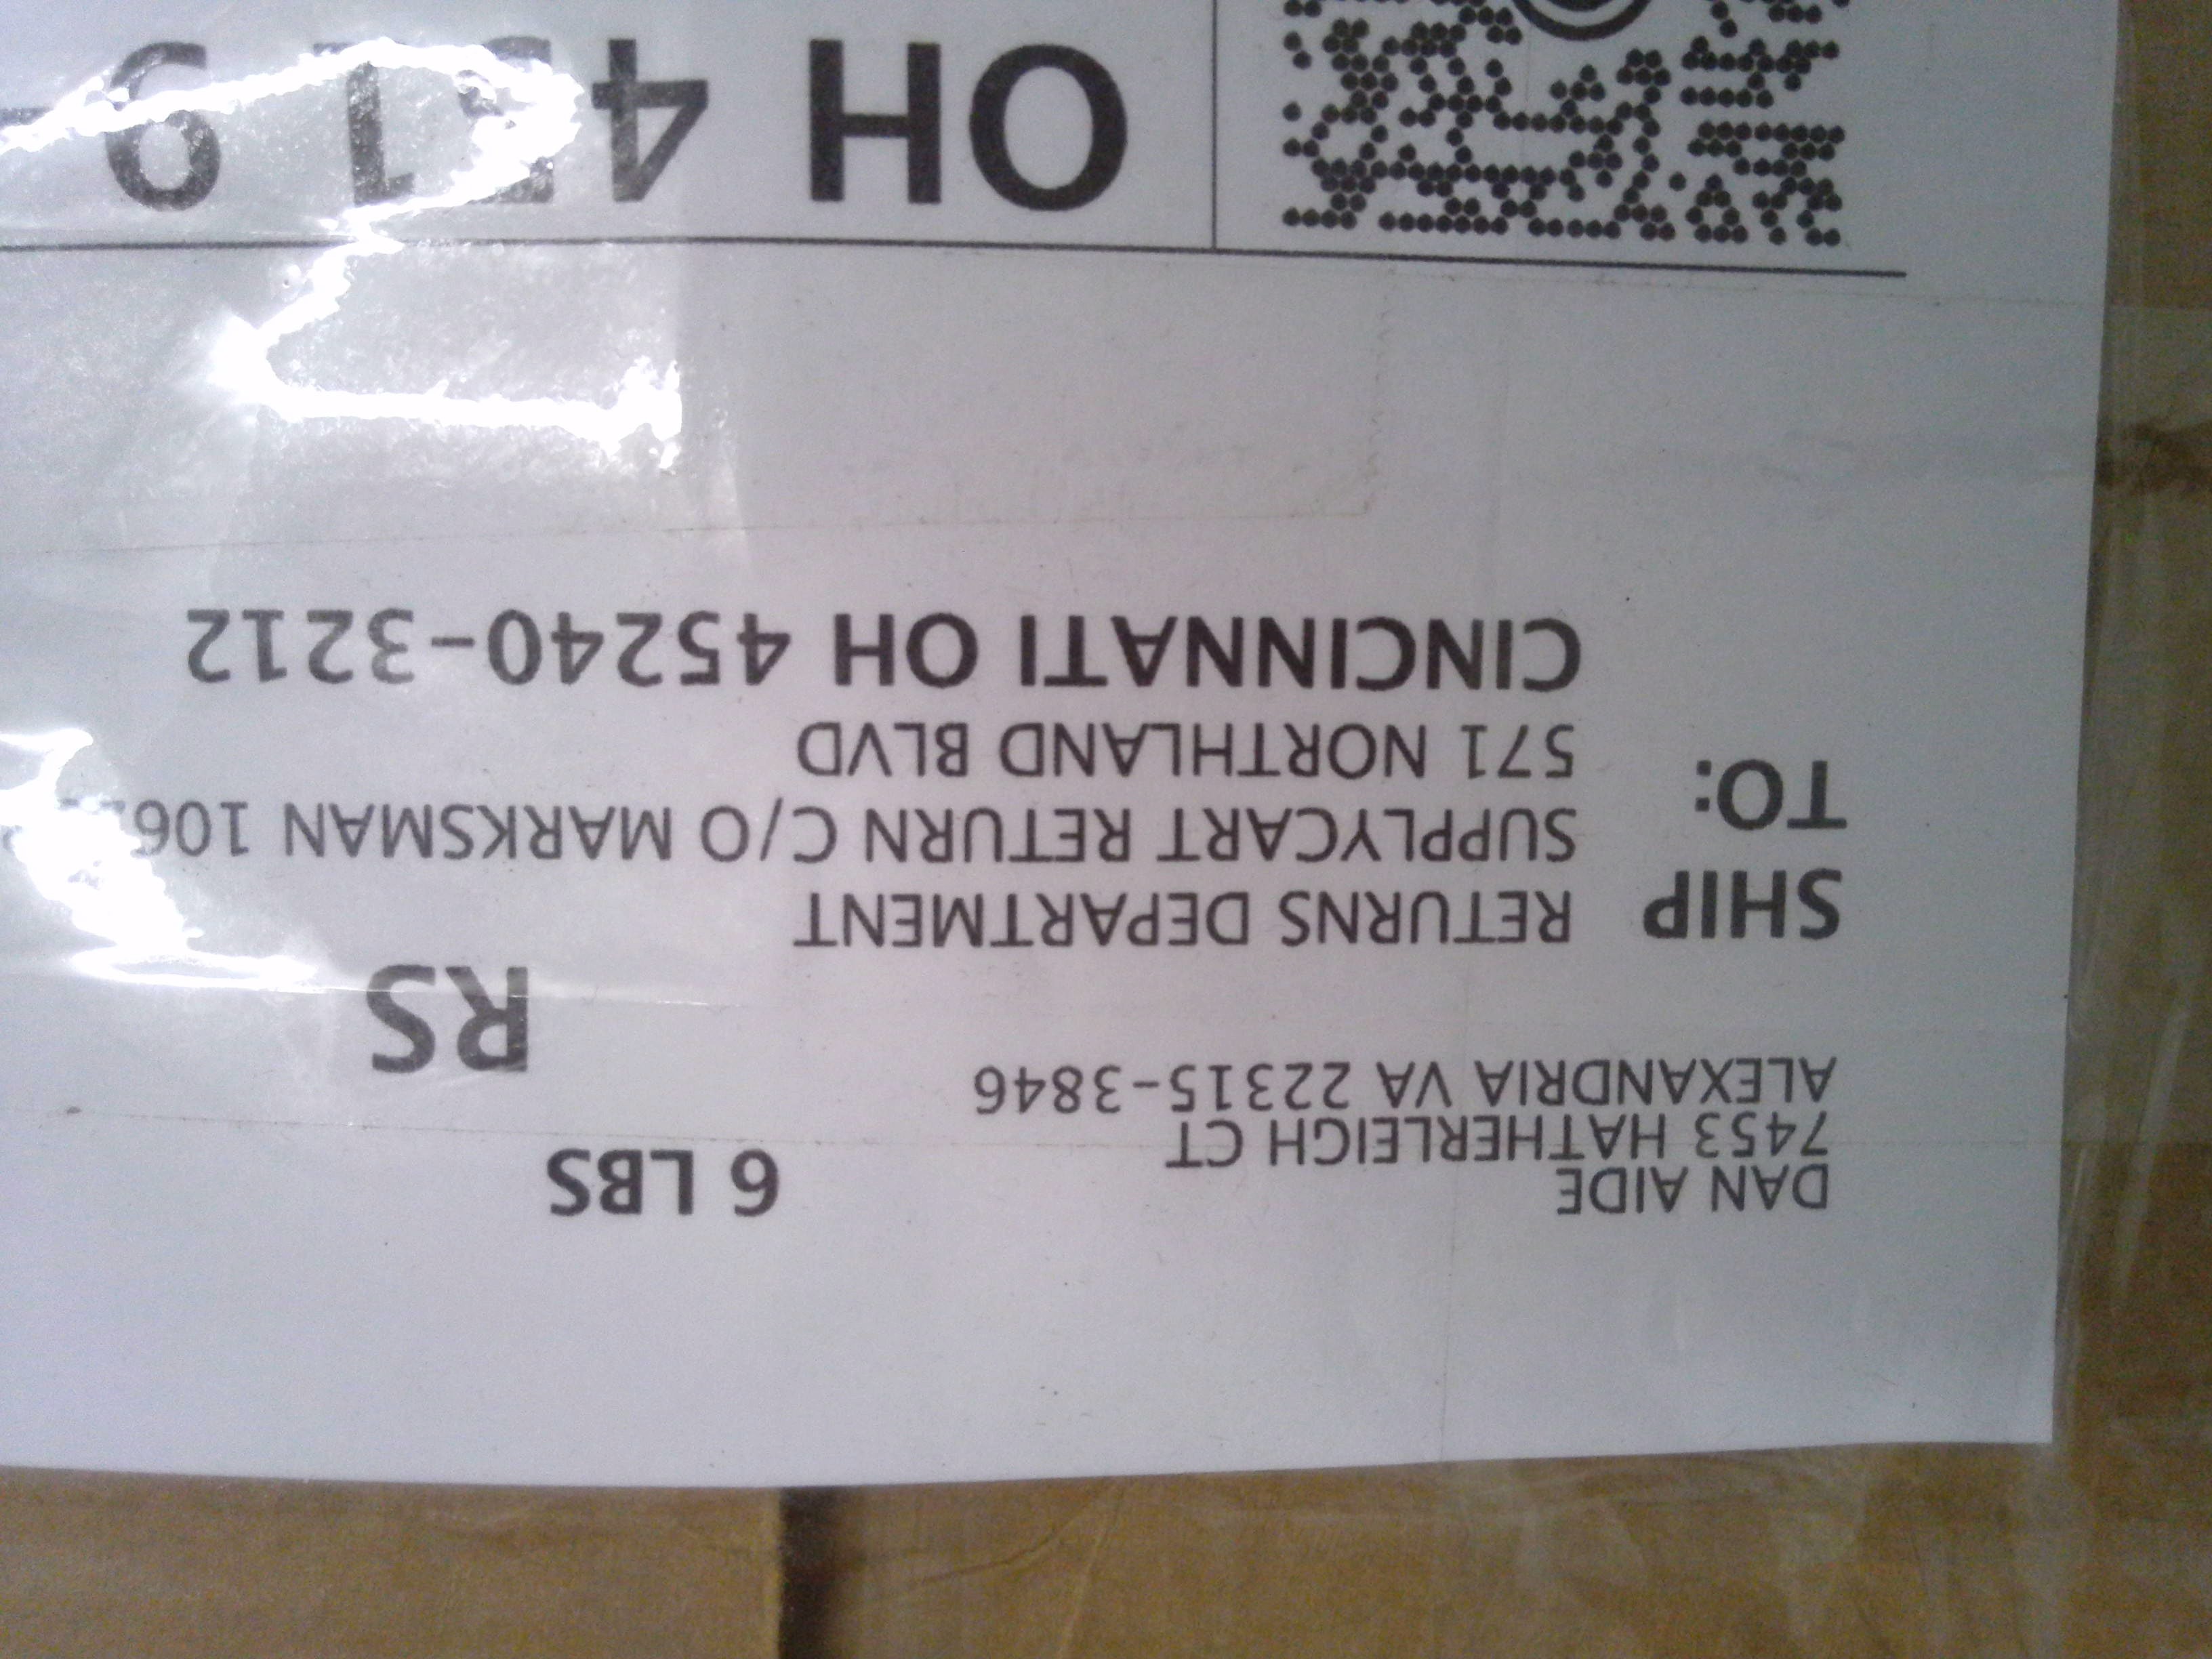 DAN AIDE
7453 HATHERLEIGH CT
ALEXANDRIA VA 22315-3846
6 LBS
RS
SHIP
TO:
RETURNS DEPARTMENT
SUPPLYCART RETURN C/O MARKSMAN
571 NORTHLAND BLVD
CINCINNATI OH 45240-3212
OH